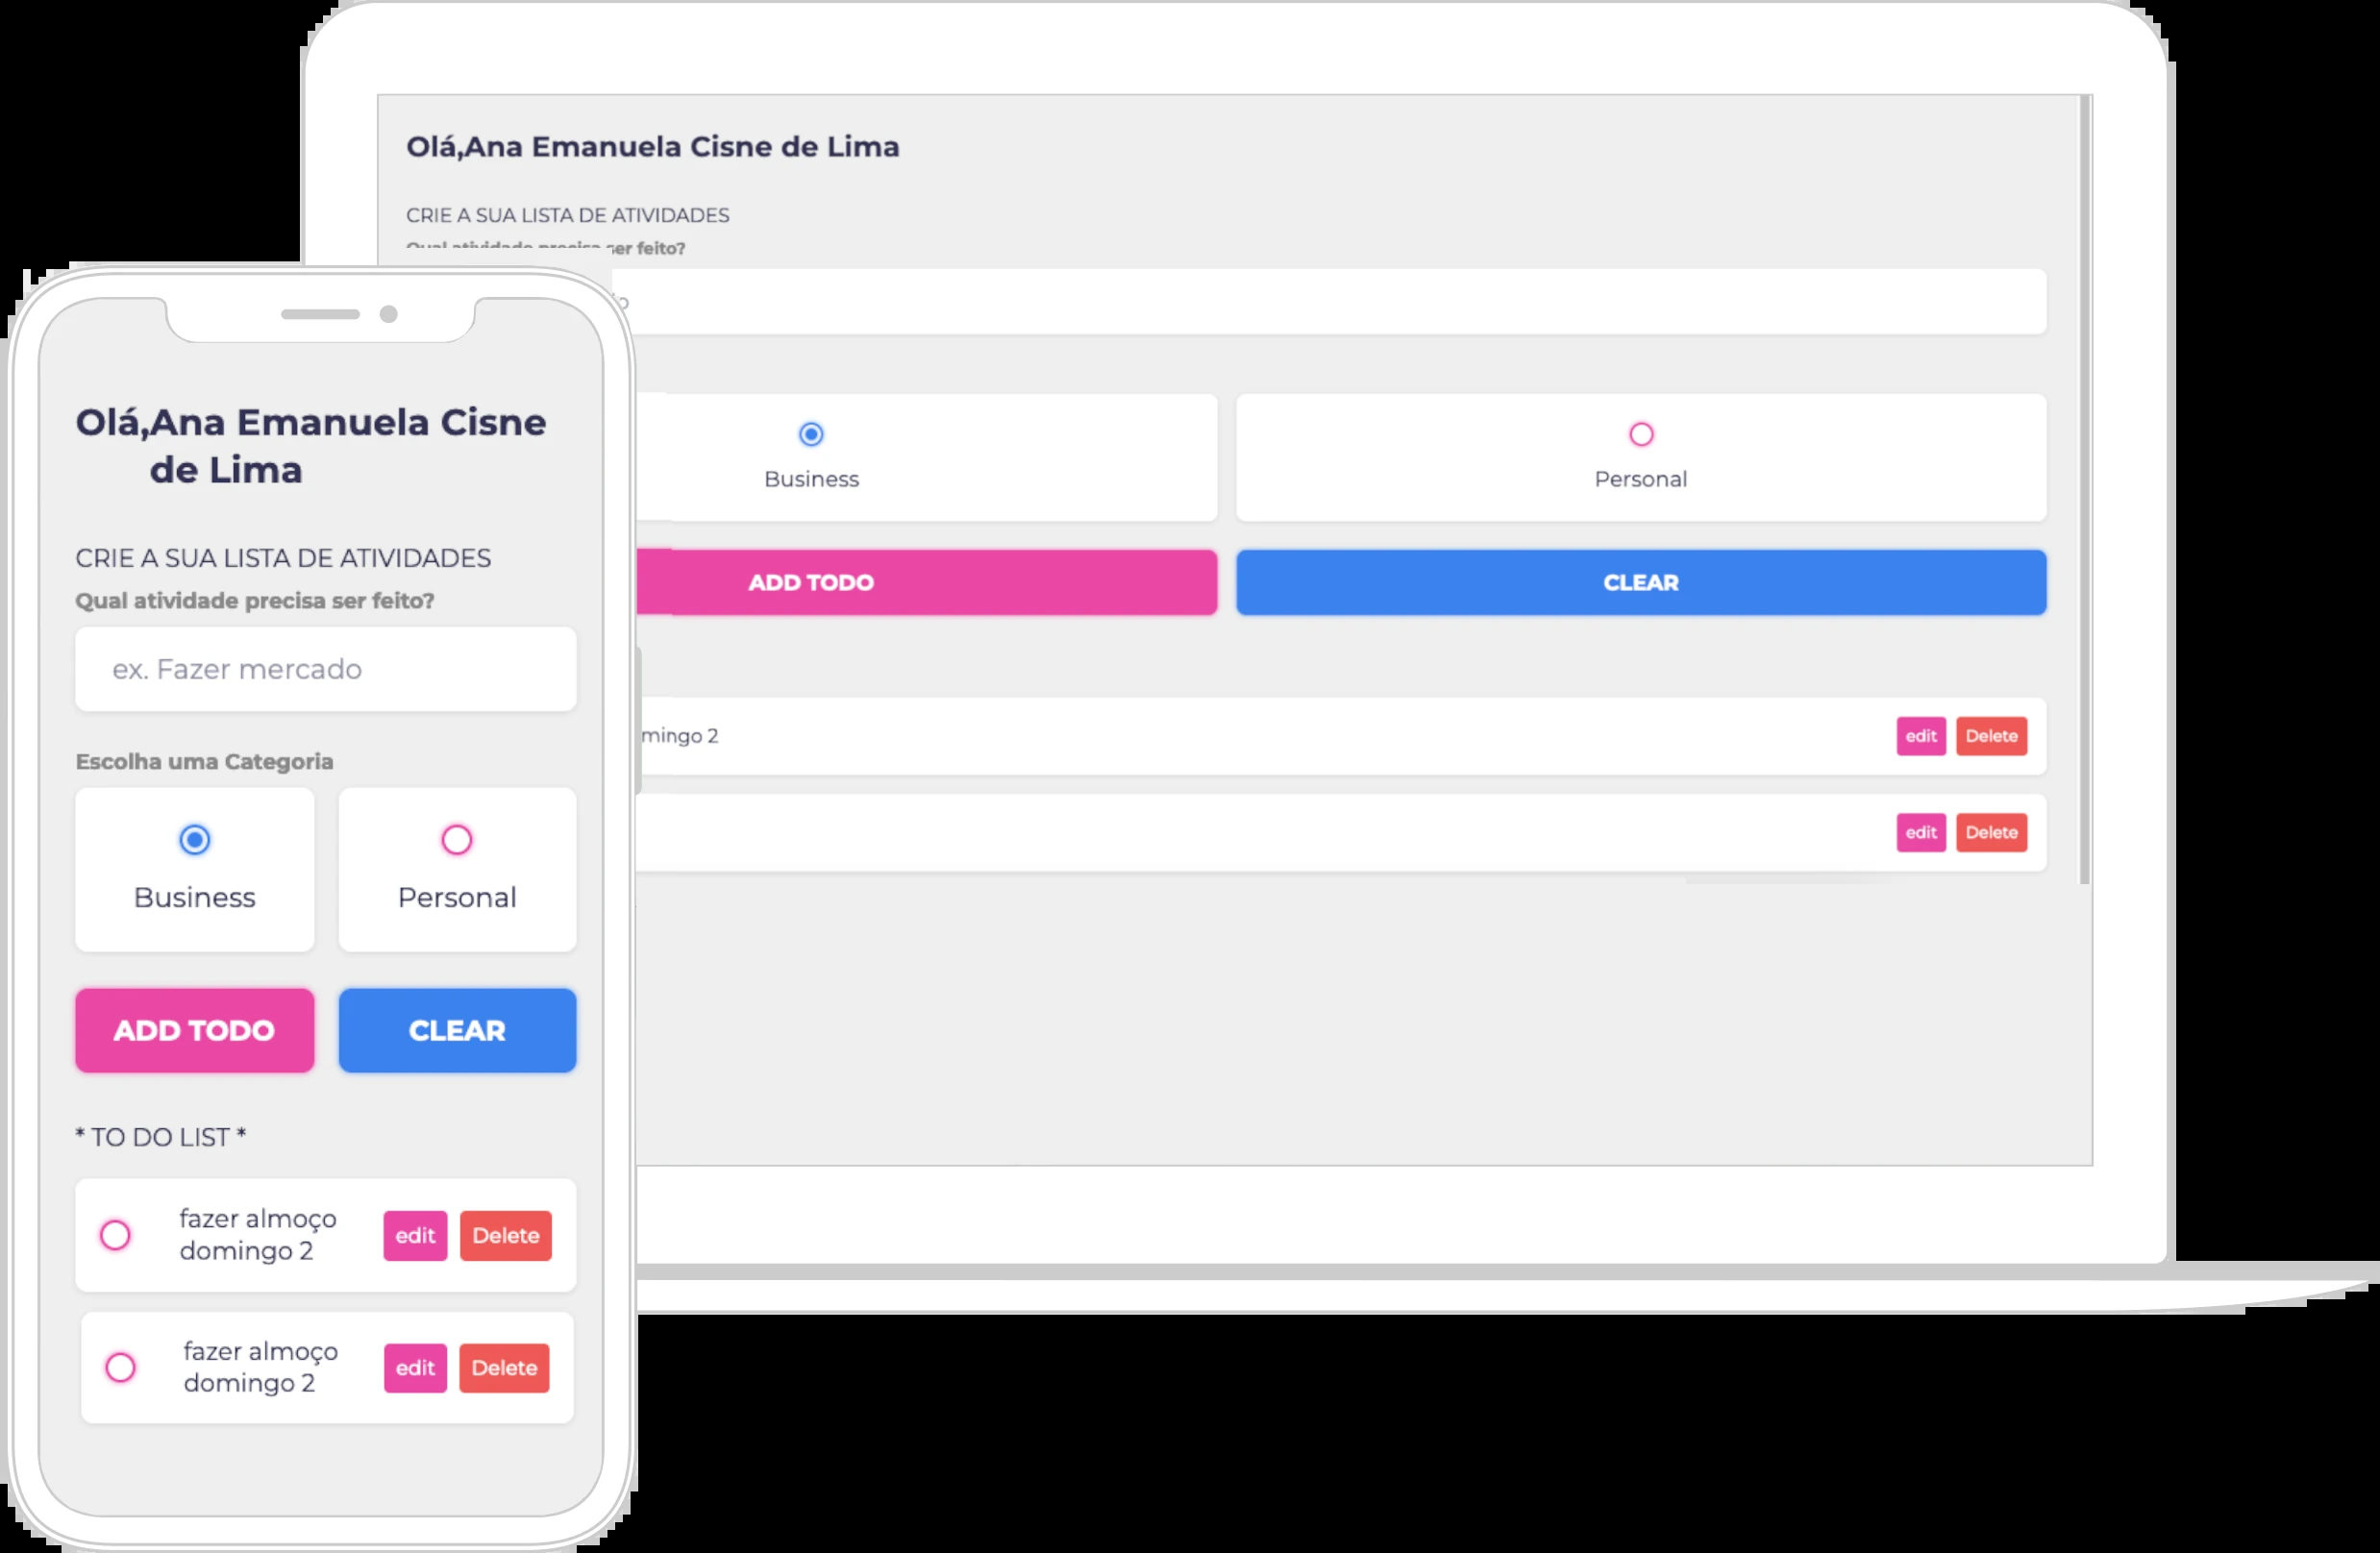 Olá,Ana Emanuela Cisne de Lima
CRIE A SUA LISTA DE ATIVIDADES
ser feito?
Business
Personal
ADD TODO
CLEAR
2
edit
Delete
edit
Delete
Olá,Ana Emanuela Cisne
de Lima
CRIE A SUA LISTA DE ATIVIDADES
Qual atividade precisa ser feito?
ex. Fazer mercado
Escolha uma Categoria
Business
Personal
ADD TODO
CLEAR
* TO DO LIST *
fazer almoço
domingo 2
edit
Delete
fazer almoço
domingo 2
edit
Delete